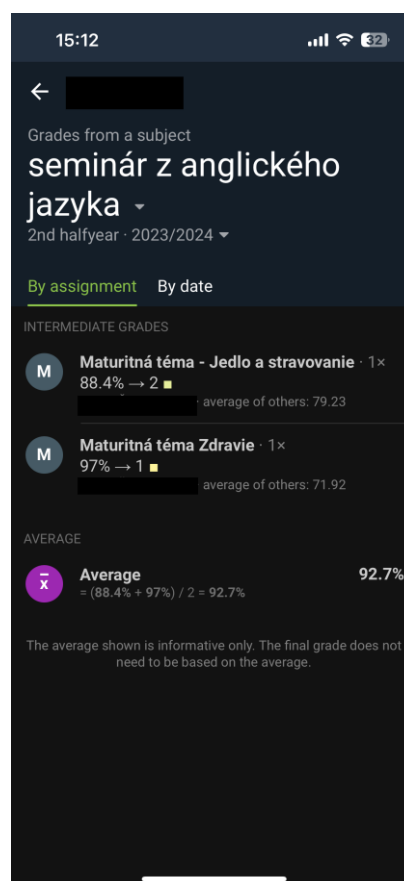 15:12
32
Grades from a subject
seminár z anglického
jazyka
2nd halfyear · 2023/2024
By assignment By date
INTERMEDIATE GRADES
M
Maturitná téma - Jedlo a stravovanie · 1×
88.4% → 2
average of others: 79.23
M
Maturitná téma Zdravie · 1×
97% → 1
average of others: 71.92
AVERAGE
x̅
Average 92.7%
= (88.4% + 97%) / 2 = 92.7%
The average shown is informative only. The final grade does not
need to be based on the average.